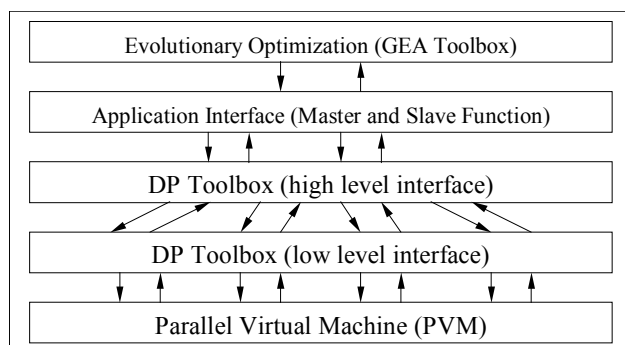 Evolutionary Optimization (GEA Toolbox)
Application Interface (Master and Slave Function)
DP Toolbox (high level interface)
DP Toolbox (low level interface)
Parallel Virtual Machine (PVM)